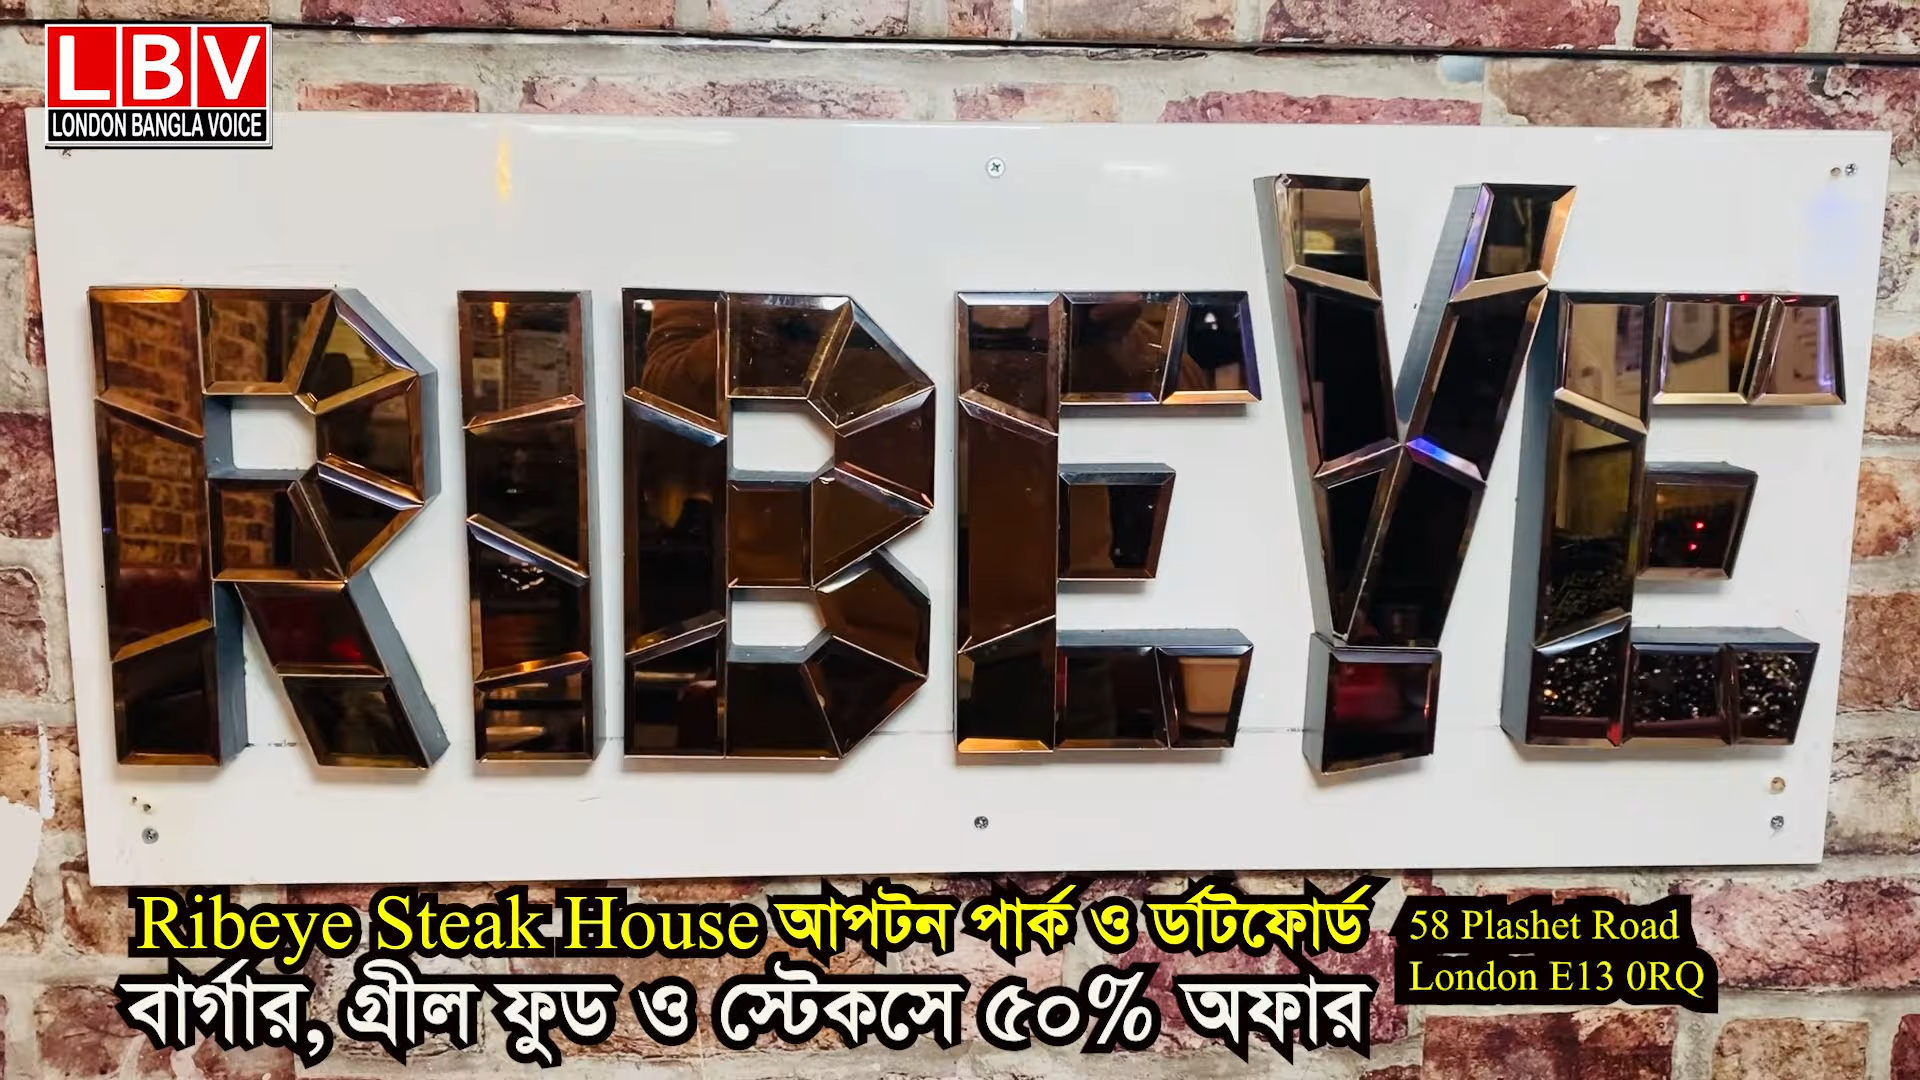 LBV
LONDON BANGLA VOICE
RIBEYE
Ribeye Steak House আপটন পার্ক ও র্ডাটফোর্ড
বার্গার, গ্রীল ফুড ও স্টেকসে ৫০% অফার
58 Plashet Road
London E13 0RQ